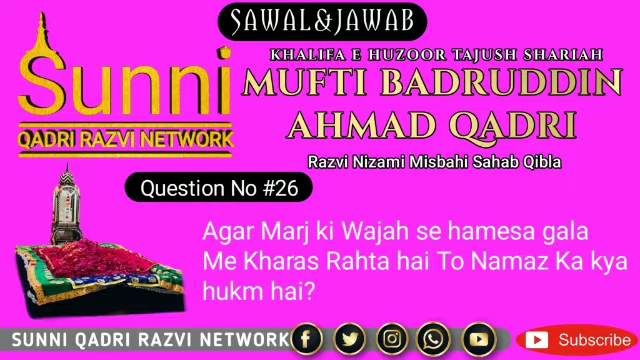 SAWAL&JAWAB
Sunni
QADRI RAZVI NETWORK
KHALIFA E HUZOOR TAJUSH SHARIAH
MUFTI BADRUDDIN
AHMAD QADRI
Razvi Nizami Misbahi Sahab Qibla
Question No #26
Agar Marj ki Wajah se hamesa gala
Me Kharas Rahta hai To Namaz Ka kya
hukm hai?
SUNNI QADRI RAZVI NETWORK
Subscribe